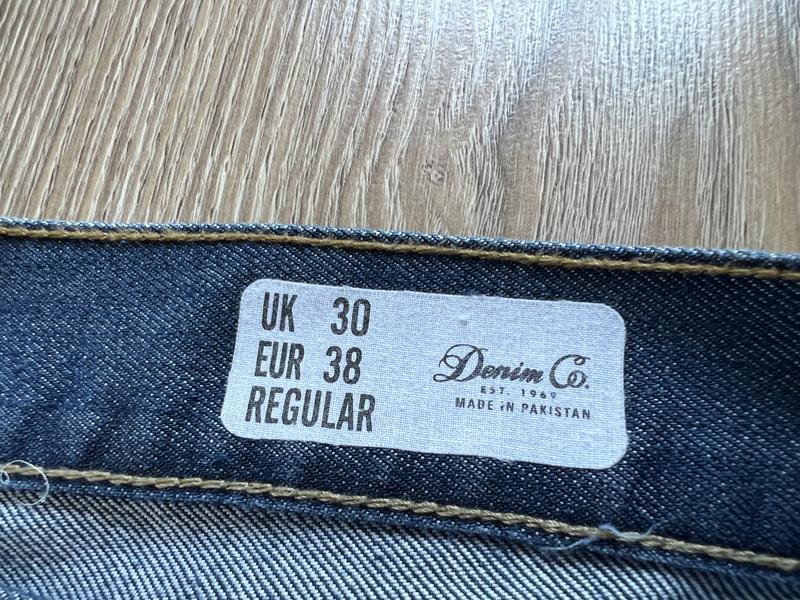 UK 30
EUR 38
REGULAR
Denim Co.
EST. 1969
MADE IN PAKISTAN